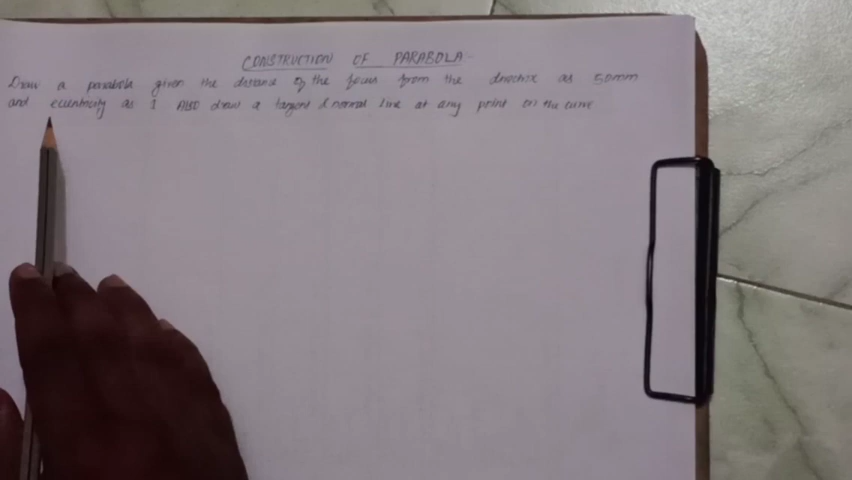 CONSTRUCTION OF PARABOLA:-
Draw a parabola given the distance of the focus from the directrix as 50mm
and eccentricity as 1 Also draw a tangent & normal line at any point on the curve